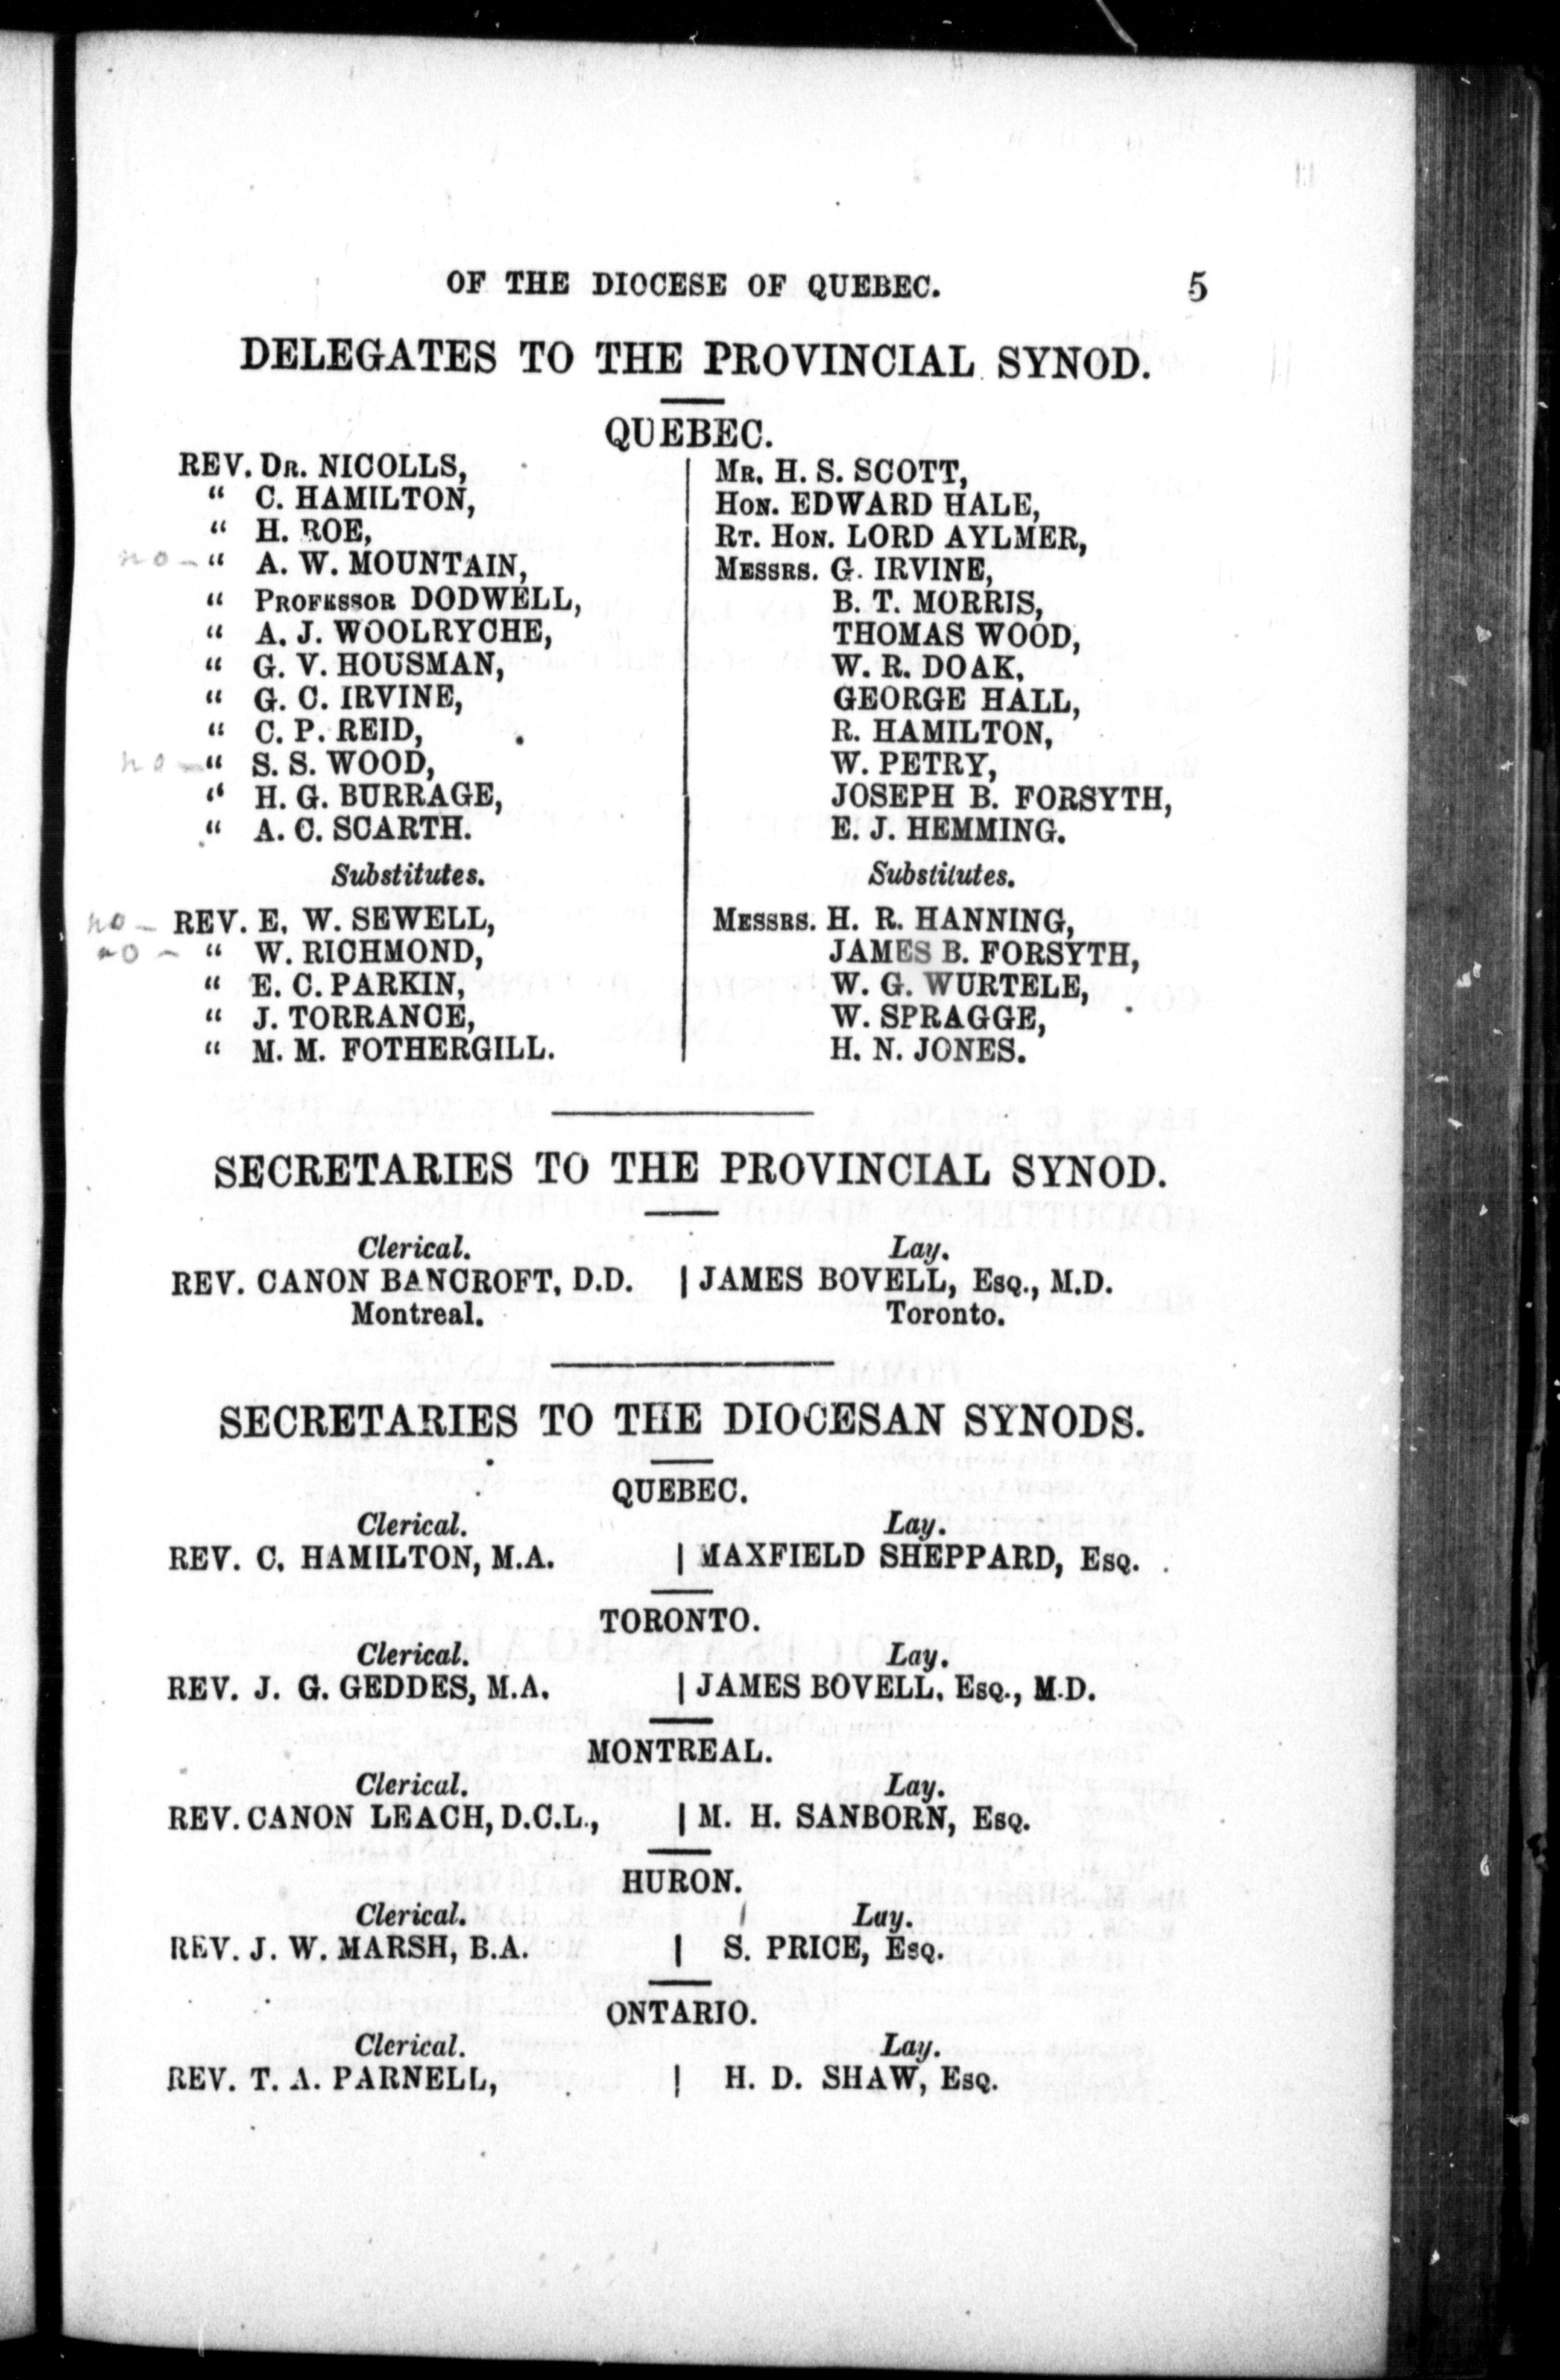 OF THE DIOCESE OF QUEBEC. 5
DELEGATES TO THE PROVINCIAL SYNOD.
QUEBEC.
REV. DR. NICOLLS,
“ C. HAMILTON,
“ H. ROE,
no – “ A. W. MOUNTAIN,
“ PROFESSOR DODWELL,
“ A. J. WOOLRYCHE,
“ G. V. HOUSMAN,
“ G. C. IRVINE,
“ C. P. REID,
no – “ S. S. WOOD,
“ H. G. BURRAGE,
“ A. C. SCARTH.
Substitutes.
no – REV. E. W. SEWELL,
no – “ W. RICHMOND,
“ E. C. PARKIN,
“ J. TORRANCE,
“ M. M. FOTHERGILL.
MR. H. S. SCOTT,
HON. EDWARD HALE,
RT. HON. LORD AYLMER,
MESSRS. G. IRVINE,
B. T. MORRIS,
THOMAS WOOD,
W. R. DOAK,
GEORGE HALL,
R. HAMILTON,
W. PETRY,
JOSEPH B. FORSYTH,
E. J. HEMMING.
Substitutes.
MESSRS. H. R. HANNING,
JAMES B. FORSYTH,
W. G. WURTELE,
W. SPRAGGE,
H. N. JONES.
SECRETARIES TO THE PROVINCIAL SYNOD.
Clerical. Lay.
REV. CANON BANCROFT, D.D. | JAMES BOVELL, ESQ., M.D.
Montreal. Toronto.
SECRETARIES TO THE DIOCESAN SYNODS.
QUEBEC.
Clerical. Lay.
REV. C. HAMILTON, M.A. | MAXFIELD SHEPPARD, ESQ.
TORONTO.
Clerical. Lay.
REV. J. G. GEDDES, M.A. | JAMES BOVELL, ESQ., M.D.
MONTREAL.
Clerical. Lay.
REV. CANON LEACH, D.C.L., | M. H. SANBORN, ESQ.
HURON.
Clerical. Lay.
REV. J. W. MARSH, B.A. | S. PRICE, ESQ.
ONTARIO.
Clerical. Lay.
REV. T. A. PARNELL, | H. D. SHAW, ESQ.